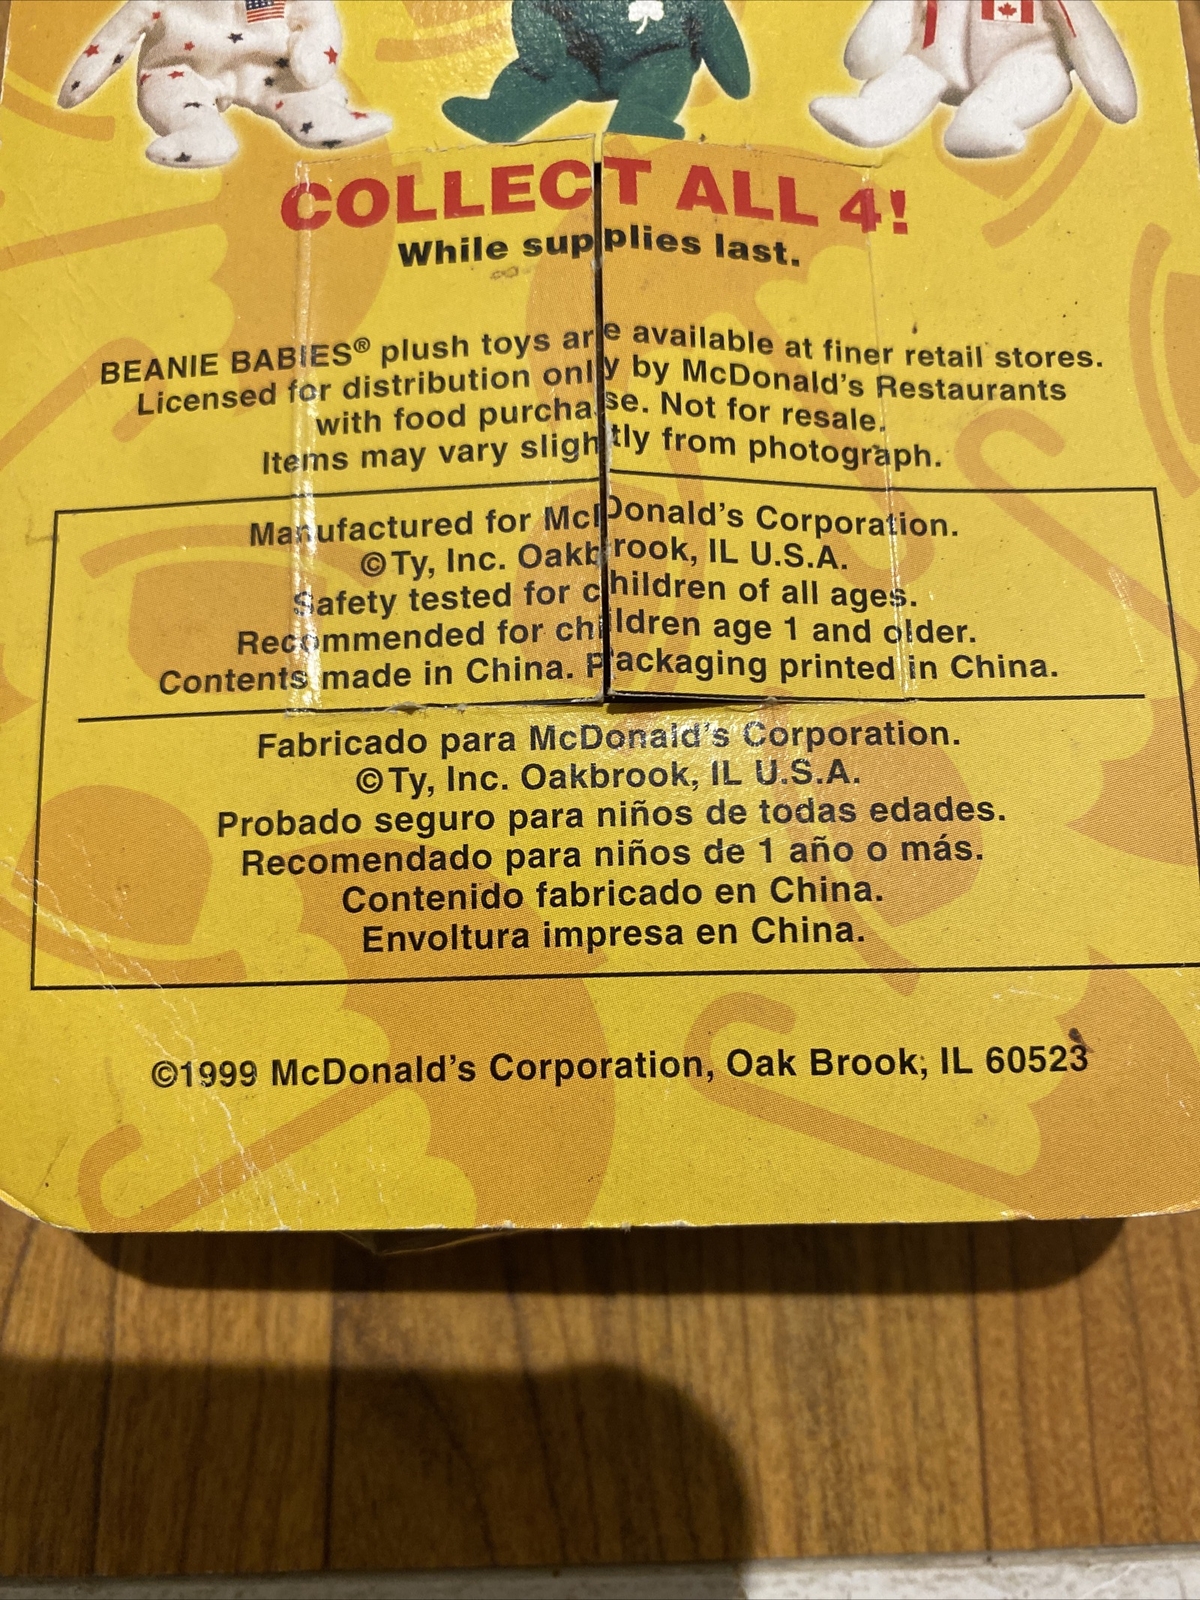 COLLECT ALL 4!
While supplies last.
BEANIE BABIES® plush toys are available at finer retail stores.
Licensed for distribution only by McDonald's Restaurants
with food purchase. Not for resale.
Items may vary slightly from photograph.
Manufactured for McDonald's Corporation.
©Ty, Inc. Oakbrook, IL U.S.A.
Safety tested for children of all ages.
Recommended for children age 1 and older.
Contents made in China. Packaging printed in China.
Fabricado para McDonald's Corporation.
©Ty, Inc. Oakbrook, IL U.S.A.
Probado seguro para niños de todas edades.
Recomendado para niños de 1 año o más.
Contenido fabricado en China.
Envoltura impresa en China.
©1999 McDonald's Corporation, Oak Brook, IL 60523